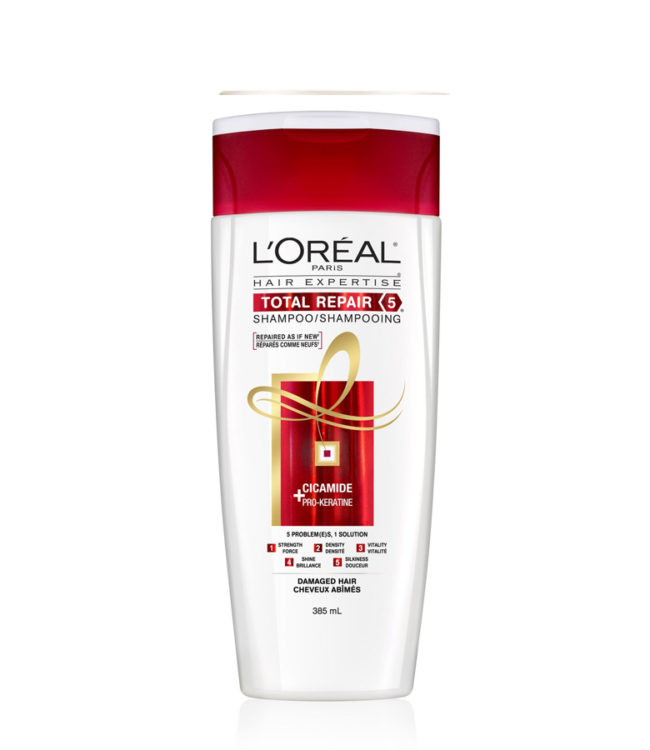 L'ORÉAL®
PARIS
HAIR EXPERTISE®
TOTAL REPAIR 5®
SHAMPOO/SHAMPOOING
REPAIRED AS IF NEW
RÉPARÉS COMME NEUFS
CICAMIDE
+PRO-KERATINE
5 PROBLEM(E)S, 1 SOLUTION
1 STRENGTH FORCE
2 DENSITY DENSITÉ
3 VITALITY VITALITÉ
4 SHINE BRILLANCE
5 SILKINESS DOUCEUR
DAMAGED HAIR
CHEVEUX ABÎMÉS
385 mL